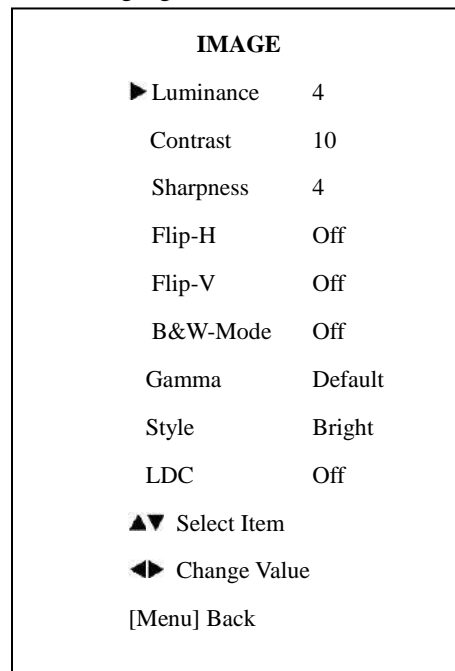 IMAGE
▶Luminance 4
Contrast 10
Sharpness 4
Flip-H Off
Flip-V Off
B&W-Mode Off
Gamma Default
Style Bright
LDC Off
▲▼ Select Item
◀▶ Change Value
[Menu] Back